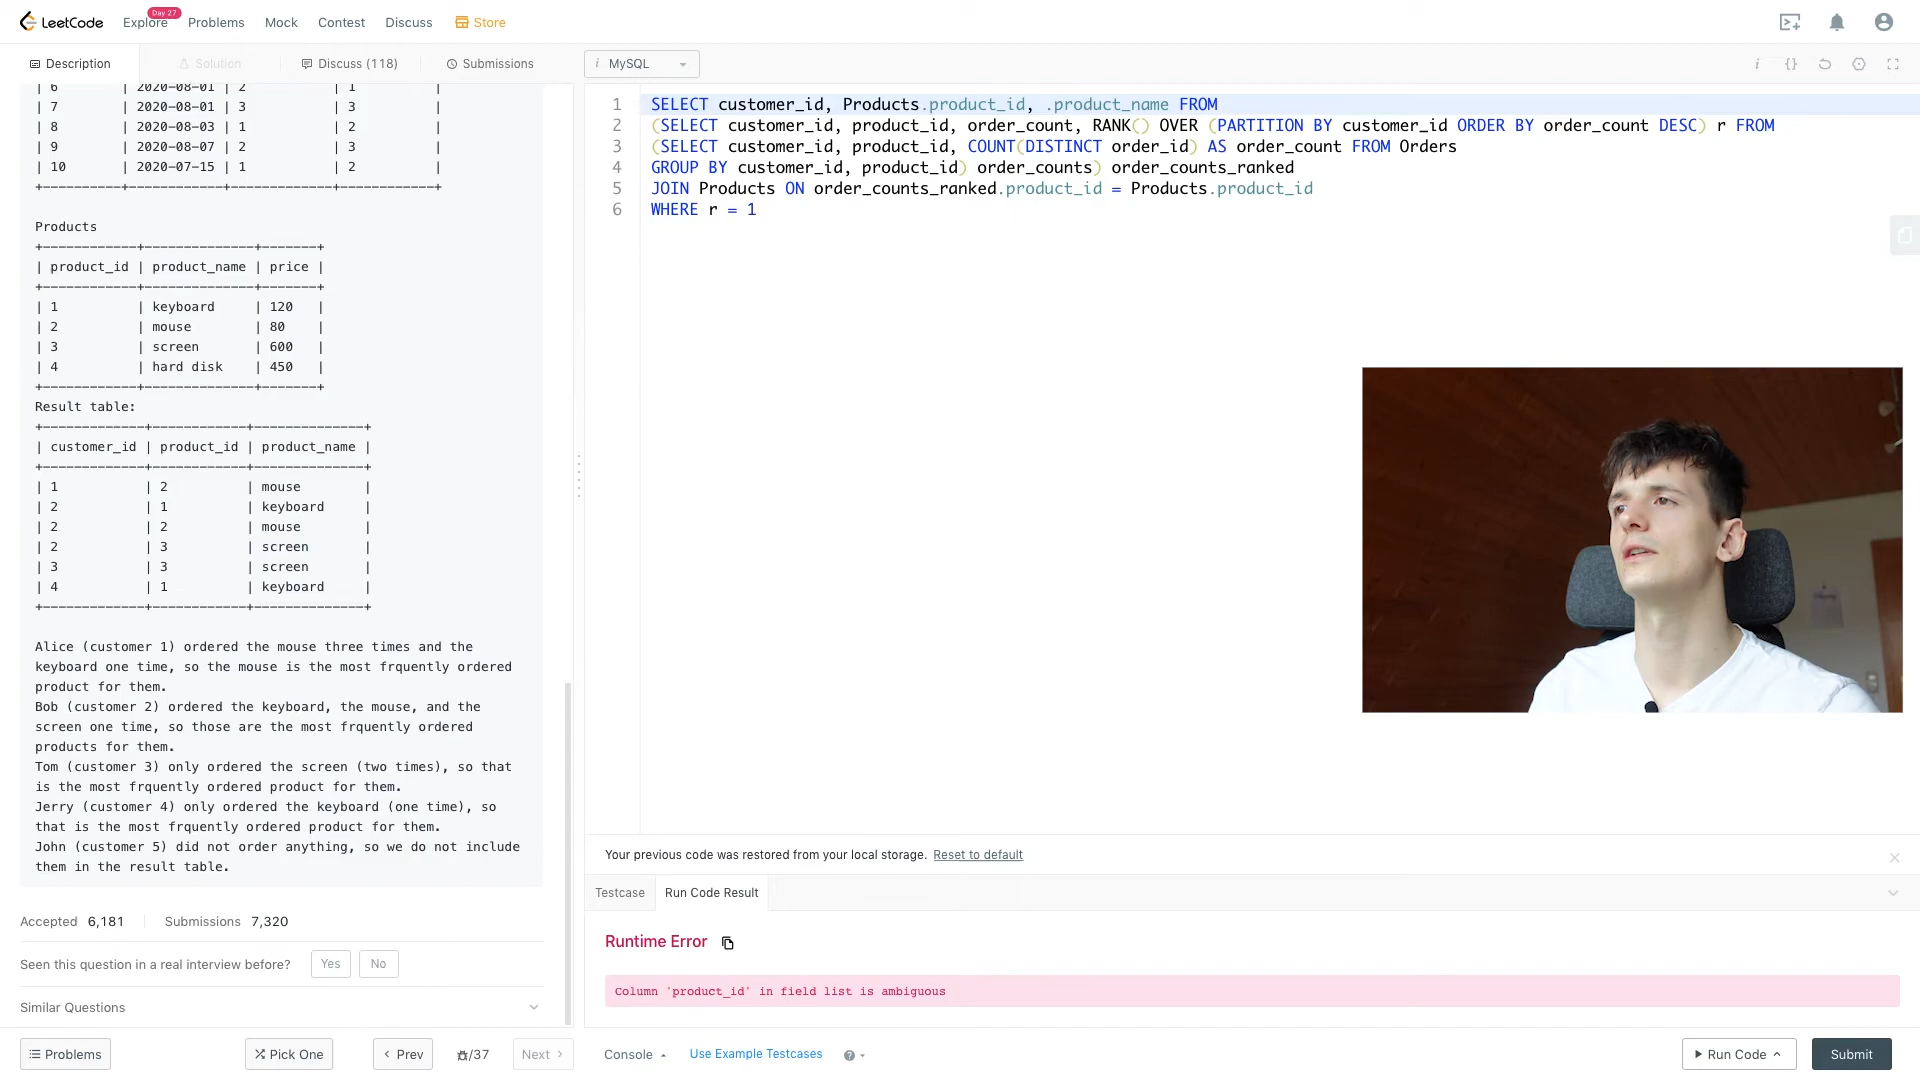 LeetCode
Explore
Day 27
Problems
Mock
Contest
Discuss
Store
Description
Solution
Discuss (118)
Submissions
MySQL
| 6 | 2020-08-01 | 2 | 1 |
| 7 | 2020-08-01 | 3 | 3 |
| 8 | 2020-08-03 | 1 | 2 |
| 9 | 2020-08-07 | 2 | 3 |
| 10 | 2020-07-15 | 1 | 2 |
+-----------+------------+-------------+------------+
Products
+------------+--------------+-------+
| product_id | product_name | price |
+------------+--------------+-------+
| 1 | keyboard | 120 |
| 2 | mouse | 80 |
| 3 | screen | 600 |
| 4 | hard disk | 450 |
+------------+--------------+-------+
Result table:
+-------------+------------+--------------+
| customer_id | product_id | product_name |
+-------------+------------+--------------+
| 1 | 2 | mouse |
| 2 | 1 | keyboard |
| 2 | 2 | mouse |
| 2 | 3 | screen |
| 3 | 3 | screen |
| 4 | 1 | keyboard |
+-------------+------------+--------------+
Alice (customer 1) ordered the mouse three times and the
keyboard one time, so the mouse is the most frquently ordered
product for them.
Bob (customer 2) ordered the keyboard, the mouse, and the
screen one time, so those are the most frquently ordered
products for them.
Tom (customer 3) only ordered the screen (two times), so that
is the most frquently ordered product for them.
Jerry (customer 4) only ordered the keyboard (one time), so
that is the most frquently ordered product for them.
John (customer 5) did not order anything, so we do not include
them in the result table.
Accepted 6,181
Submissions 7,320
Seen this question in a real interview before?
Yes
No
Similar Questions
Problems
Pick One
Prev
/37
Next
1 SELECT customer_id, Products.product_id, .product_name FROM
2 (SELECT customer_id, product_id, order_count, RANK() OVER (PARTITION BY customer_id ORDER BY order_count DESC) r FROM
3 (SELECT customer_id, product_id, COUNT(DISTINCT order_id) AS order_count FROM Orders
4 GROUP BY customer_id, product_id) order_counts) order_counts_ranked
5 JOIN Products ON order_counts_ranked.product_id = Products.product_id
6 WHERE r = 1
Your previous code was restored from your local storage. Reset to default
Testcase
Run Code Result
Runtime Error
Column 'product_id' in field list is ambiguous
Console
Use Example Testcases
Run Code
Submit